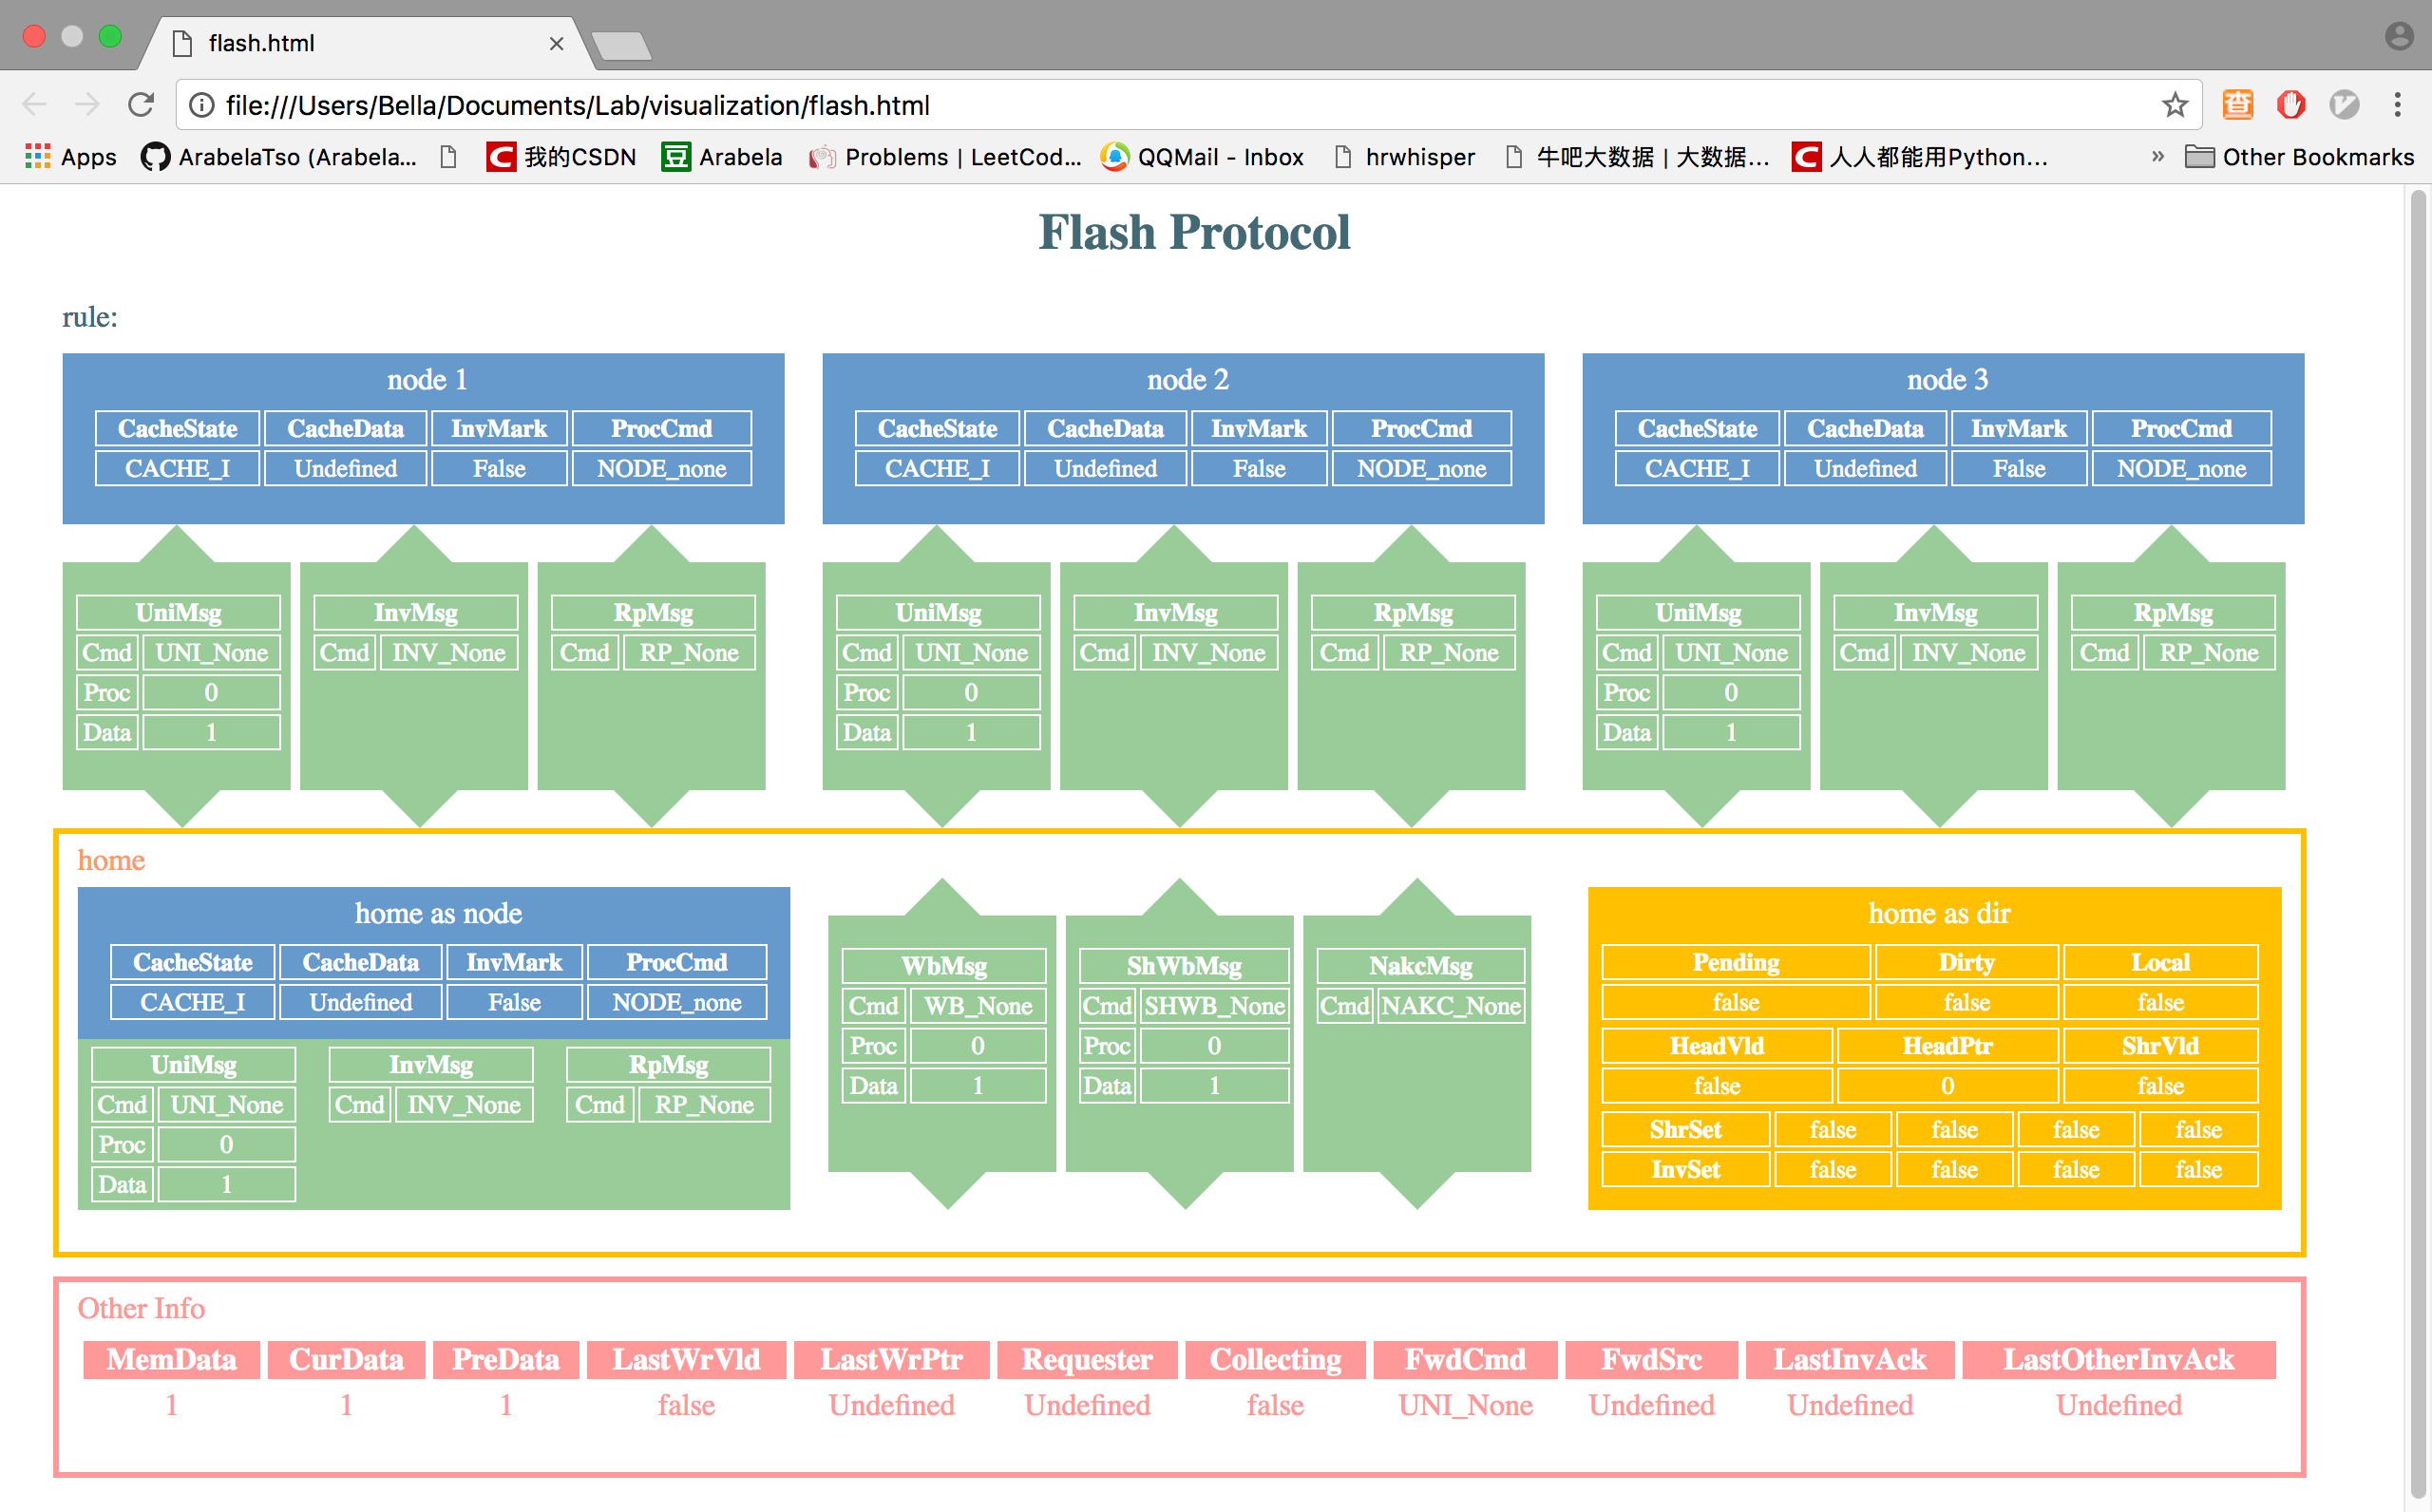 flash.html
file:///Users/Bella/Documents/Lab/visualization/flash.html
Apps ArabelaTso (Arabela... 我的CSDN Arabela Problems | LeetCod... QQMail - Inbox hrwhisper 牛吧大数据 | 大数据... 人人都能用Python... » Other Bookmarks
Flash Protocol
rule:
node 1 node 2 node 3
CacheState CacheData InvMark ProcCmd CacheState CacheData InvMark ProcCmd CacheState CacheData InvMark ProcCmd
CACHE_I Undefined False NODE_none CACHE_I Undefined False NODE_none CACHE_I Undefined False NODE_none
UniMsg InvMsg RpMsg UniMsg InvMsg RpMsg UniMsg InvMsg RpMsg
Cmd UNI_None Cmd INV_None Cmd RP_None Cmd UNI_None Cmd INV_None Cmd RP_None Cmd UNI_None Cmd INV_None Cmd RP_None
Proc 0 Proc 0 Proc 0
Data 1 Data 1 Data 1
home
home as node
CacheState CacheData InvMark ProcCmd
CACHE_I Undefined False NODE_none
UniMsg InvMsg RpMsg
Cmd UNI_None Cmd INV_None Cmd RP_None
Proc 0
Data 1
WbMsg ShWbMsg NakcMsg
Cmd WB_None Cmd SHWB_None Cmd NAKC_None
Proc 0 Proc 0
Data 1 Data 1
home as dir
Pending Dirty Local
false false false
HeadVld HeadPtr ShrVld
false 0 false
ShrSet false false false false
InvSet false false false false
Other Info
MemData CurData PreData LastWrVld LastWrPtr Requester Collecting FwdCmd FwdSrc LastInvAck LastOtherInvAck
1 1 1 false Undefined Undefined false UNI_None Undefined Undefined Undefined